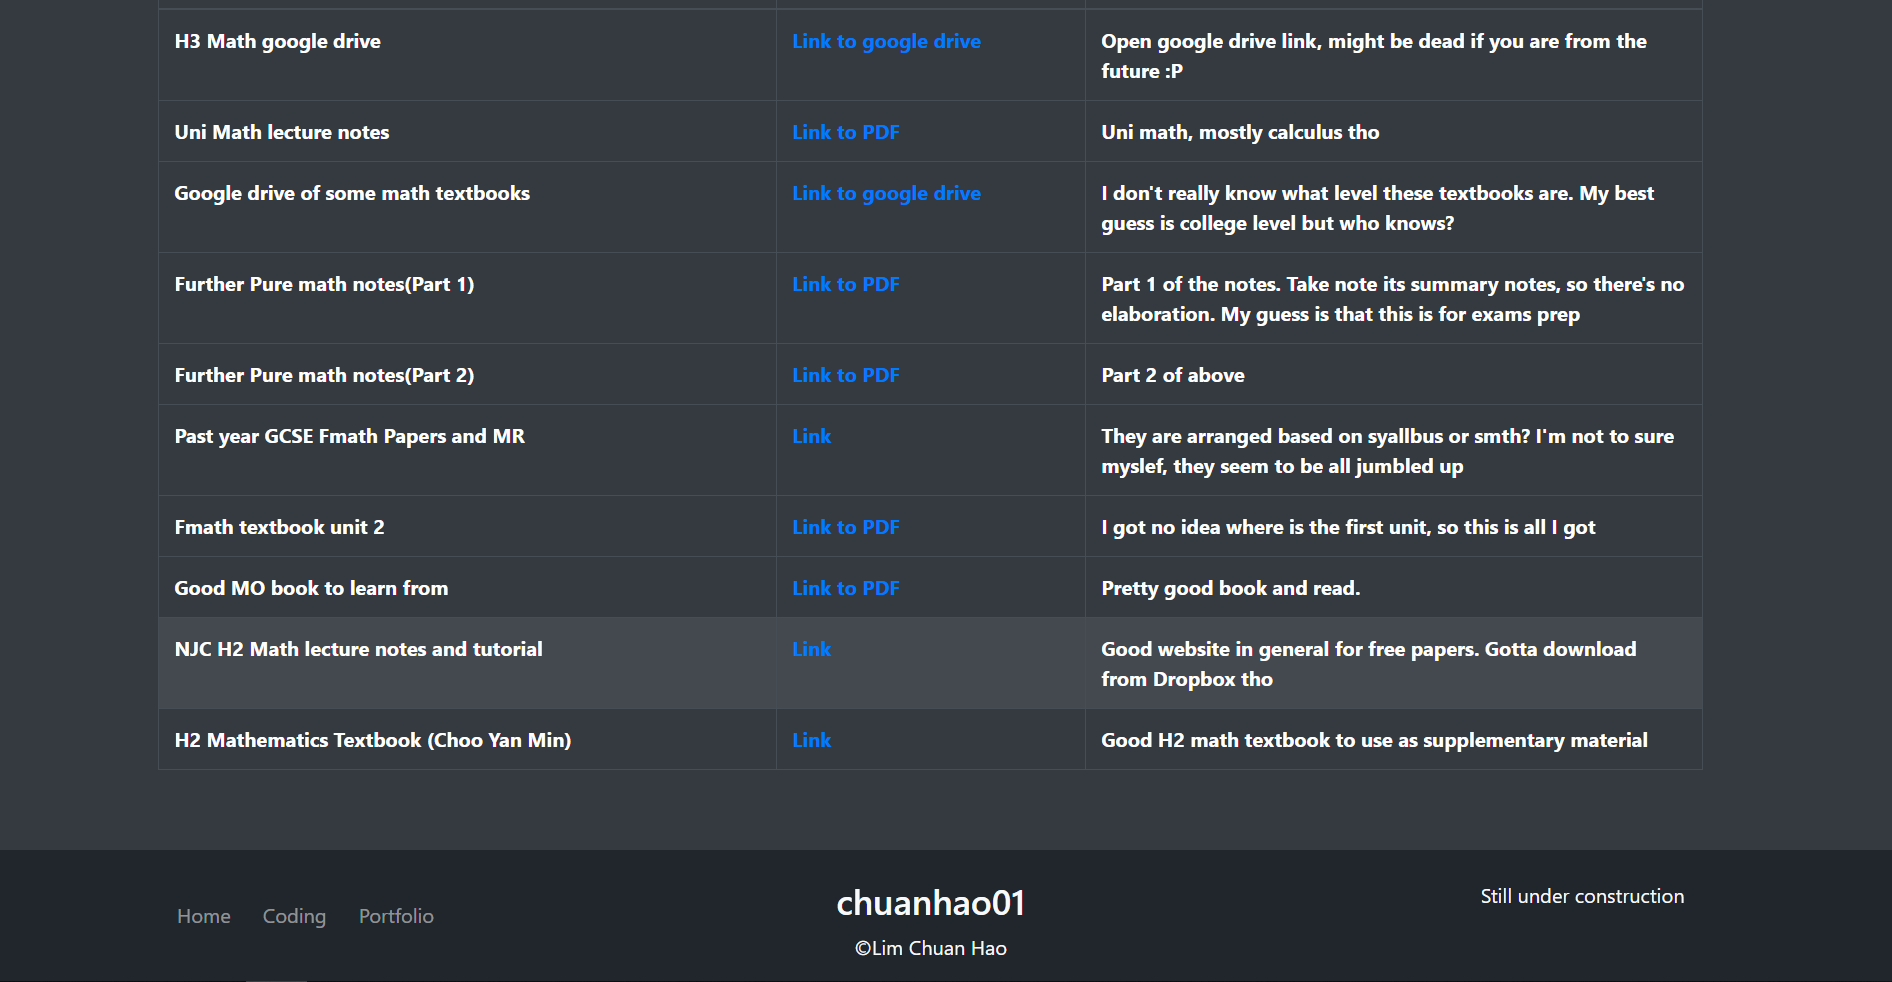 H3 Math google drive
Link to google drive
Open google drive link, might be dead if you are from the
future :P
Uni Math lecture notes
Link to PDF
Uni math, mostly calculus tho
Google drive of some math textbooks
Link to google drive
I don't really know what level these textbooks are. My best
guess is college level but who knows?
Further Pure math notes(Part 1)
Link to PDF
Part 1 of the notes. Take note its summary notes, so there's no
elaboration. My guess is that this is for exams prep
Further Pure math notes(Part 2)
Link to PDF
Part 2 of above
Past year GCSE Fmath Papers and MR
Link
They are arranged based on syallbus or smth? I'm not to sure
myslef, they seem to be all jumbled up
Fmath textbook unit 2
Link to PDF
I got no idea where is the first unit, so this is all I got
Good MO book to learn from
Link to PDF
Pretty good book and read.
NJC H2 Math lecture notes and tutorial
Link
Good website in general for free papers. Gotta download
from Dropbox tho
H2 Mathematics Textbook (Choo Yan Min)
Link
Good H2 math textbook to use as supplementary material
Home
Coding
Portfolio
chuanhao01
©Lim Chuan Hao
Still under construction